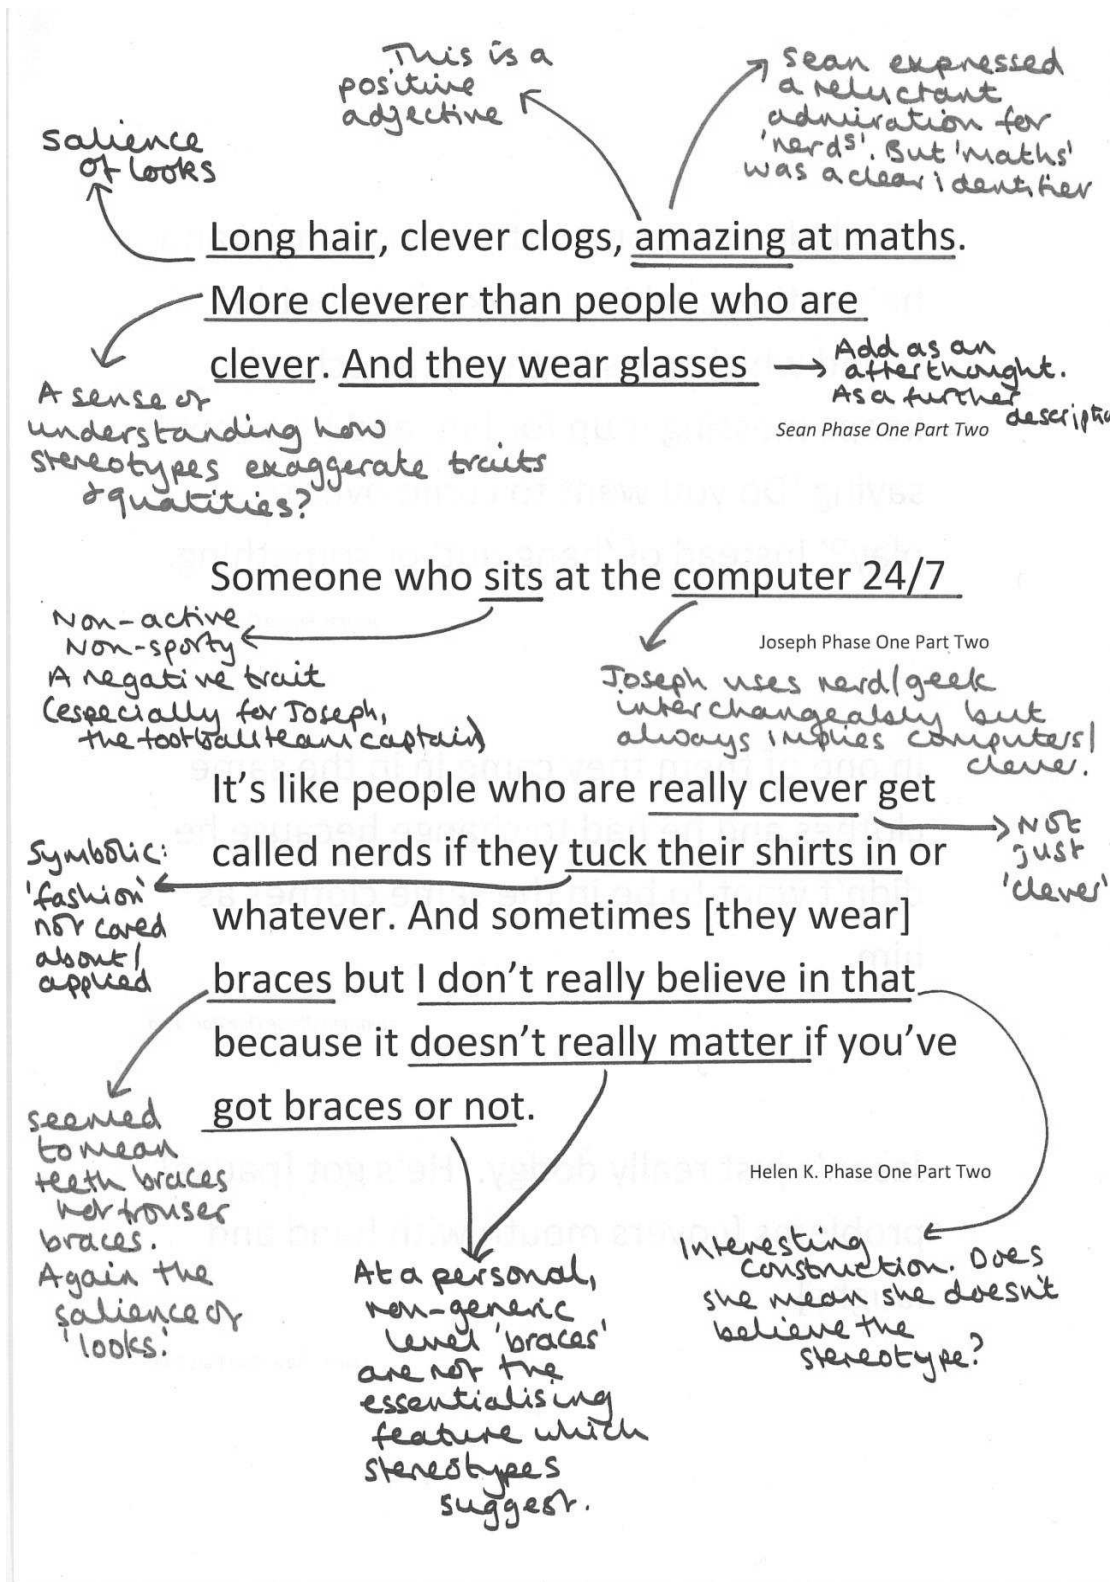 This is a
positive
adjective
Sean expressed
a reluctant
admiration for
'nerds'. But 'maths'
was a clear identifier
Salience
of looks
Long hair, clever clogs, amazing at maths.
More cleverer than people who are
clever. And they wear glasses
Add as an
afterthought.
As a further
descripti
A sense of
understanding how
stereotypes exaggerate traits
& quatities?
Sean Phase One Part Two
Someone who sits at the computer 24/7
Non-active
Non-sporty
A negative trait
(especially for Joseph,
the football team captain)
Joseph Phase One Part Two
Joseph uses nerd/geek
interchangeably but
always implies computers/
clever.
It's like people who are really clever get
called nerds if they tuck their shirts in or
whatever. And sometimes [they wear]
braces but I don't really believe in that
because it doesn't really matter if you've
got braces or not.
Not
just
'clever'
Symbolic:
'fashion'
not cared
about/
applied
seemed
to mean
teeth braces
not trouser
braces.
Again the
salience of
'looks'.
Helen K. Phase One Part Two
At a personal,
non-generic
level 'braces'
are not the
essentialising
feature which
stereotypes
suggest.
Interesting
construction. Does
she mean she doesn't
believe the
stereotype?